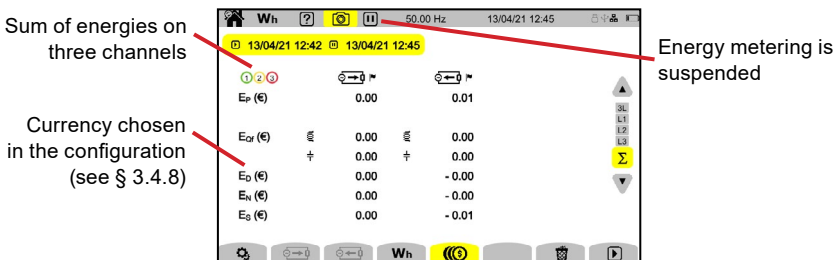 Sum of energies on
three channels
Currency chosen
in the configuration
(see § 3.4.8)
Wh ? 50.00 Hz 13/04/21 12:45
13/04/21 12:42 13/04/21 12:45
1 2 3
EP (€) 0.00 0.01
EQf (€) 0.00 0.00
0.00 0.00
ED (€) 0.00 - 0.00
EN (€) 0.00 - 0.00
ES (€) 0.00 - 0.01
3L
L1
L2
L3
Σ
Wh $
Energy metering is
suspended